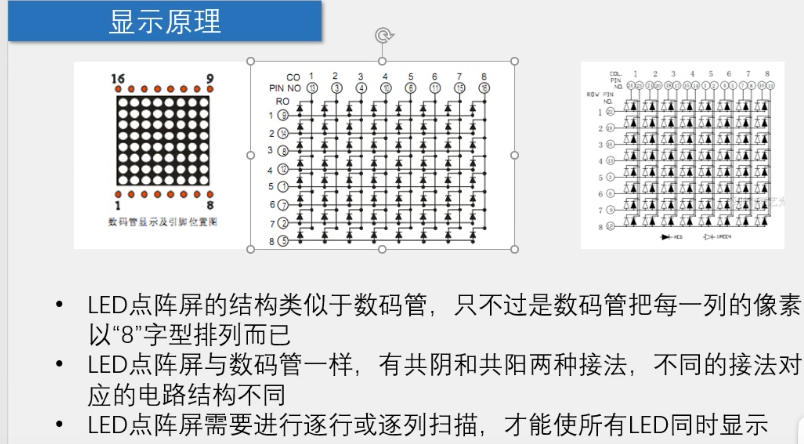 显示原理
16 9
1 8
数码管显示及引脚位置图
CO 1 2 3 4 5 6 7 8
PIN NO 13 3 4 10 6 11 15 16
RO
1 9
2 14
3 8
4 12
5 1
6 7
7 2
8 5
COL. 1 2 3 4 5 6 7 8
PIN
NO.
ROW PIN
NO.
1
2
3
4
5
6
7
8
RED GREEN
• LED点阵屏的结构类似于数码管，只不过是数码管把每一列的像素
以“8”字型排列而已
• LED点阵屏与数码管一样，有共阴和共阳两种接法，不同的接法对
应的电路结构不同
• LED点阵屏需要进行逐行或逐列扫描，才能使所有LED同时显示